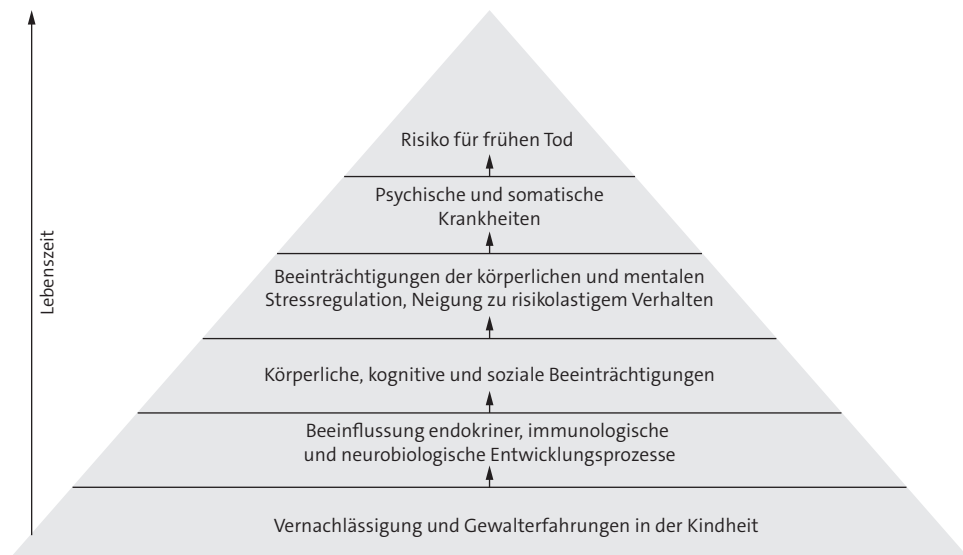 Risiko für frühen Tod
Psychische und somatische
Krankheiten
Beeinträchtigungen der körperlichen und mentalen
Stressregulation, Neigung zu risikolastigem Verhalten
Körperliche, kognitive und soziale Beeinträchtigungen
Beeinflussung endokriner, immunologische
und neurobiologische Entwicklungsprozesse
Vernachlässigung und Gewalterfahrungen in der Kindheit
Lebenszeit